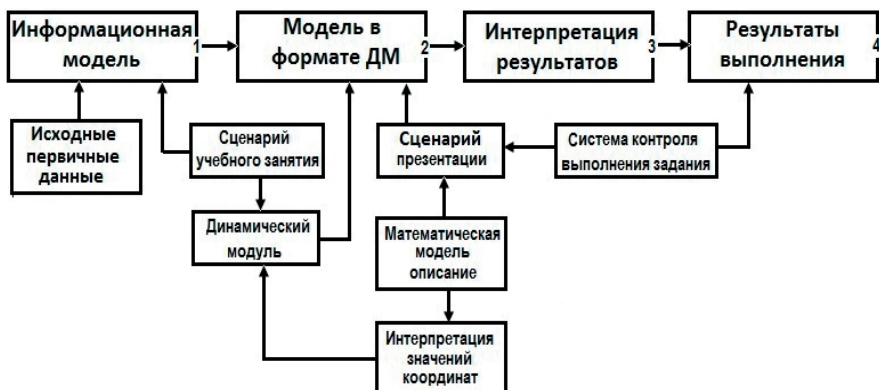 Информационная
модель
1
Модель в
формате ДМ
2
Интерпретация
результатов
3
Результаты
выполнения
4
Исходные
первичные
данные
Сценарий
учебного занятия
Сценарий
презентации
Система контроля
выполнения задания
Динамический
модуль
Математическая
модель
описание
Интерпретация
значений
координат